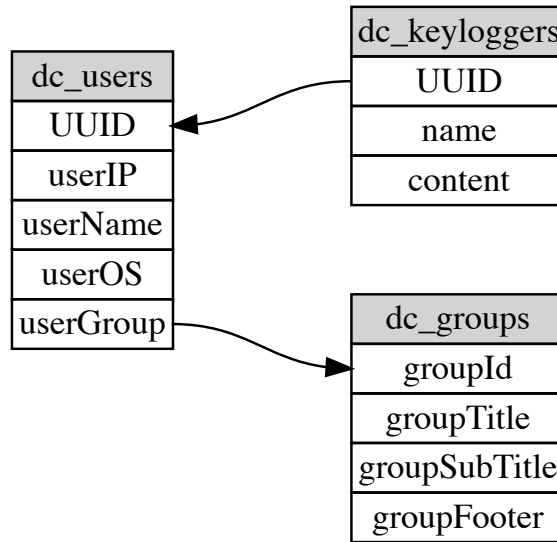 dc_users
UUID
userIP
userName
userOS
userGroup
dc_keyloggers
UUID
name
content
dc_groups
groupId
groupTitle
groupSubTitle
groupFooter